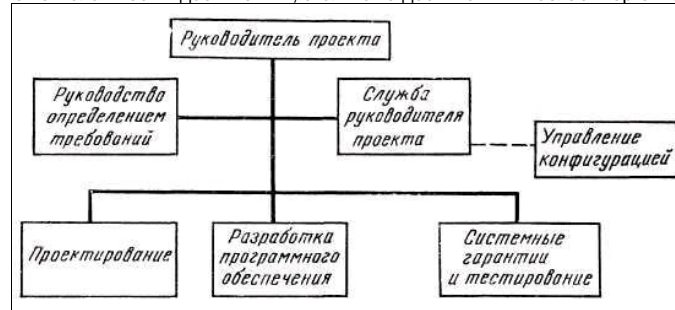 Руководитель проекта
Руководство
определением
требований
Служба
руководителя
проекта
Управление
конфигурацией
Проектирование
Разработка
программного
обеспечения
Системные
гарантии
и тестирование